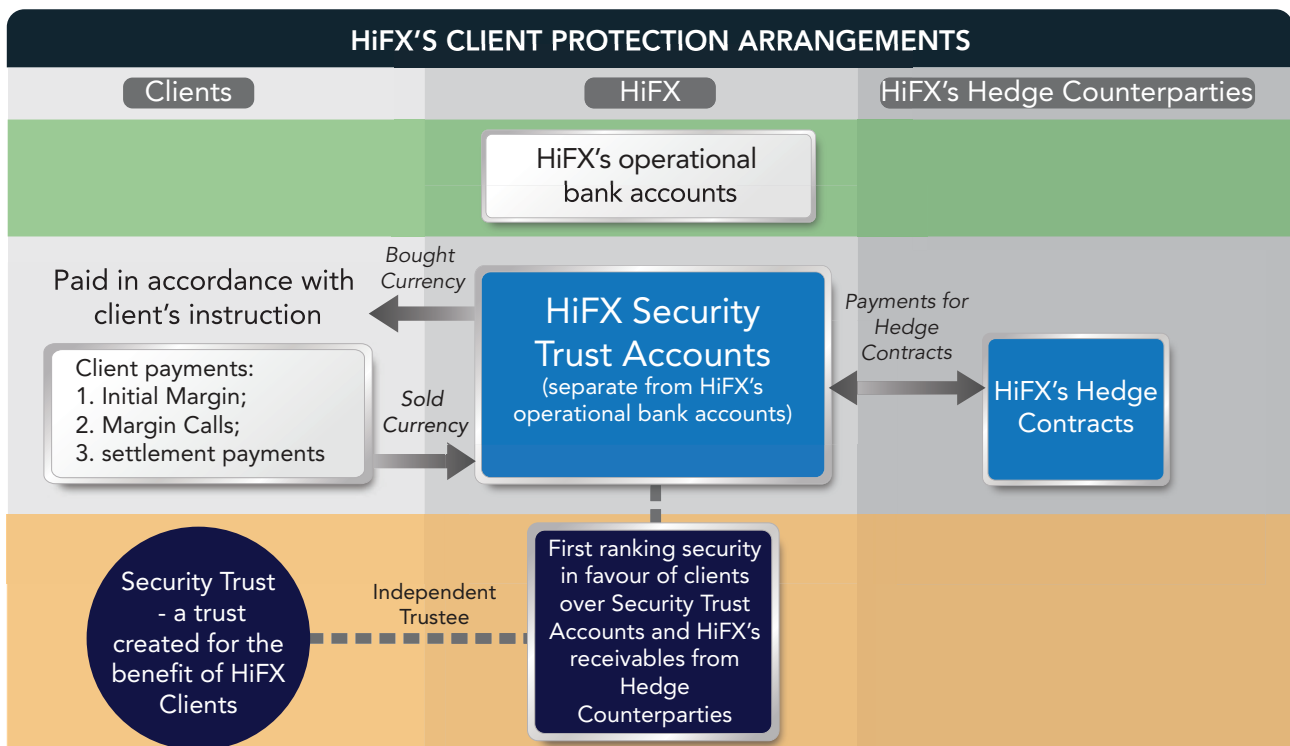 HiFX'S CLIENT PROTECTION ARRANGEMENTS
Clients
HiFX
HiFX's Hedge Counterparties
HiFX's operational
bank accounts
Bought
Currency
Paid in accordance with
client's instruction
Client payments:
1. Initial Margin;
2. Margin Calls;
3. settlement payments
Sold
Currency
HiFX Security
Trust Accounts
(separate from HiFX's
operational bank accounts)
Payments for
Hedge
Contracts
HiFX's Hedge
Contracts
Security Trust
- a trust
created for the
benefit of HiFX
Clients
Independent
Trustee
First ranking security
in favour of clients
over Security Trust
Accounts and HiFX's
receivables from
Hedge
Counterparties